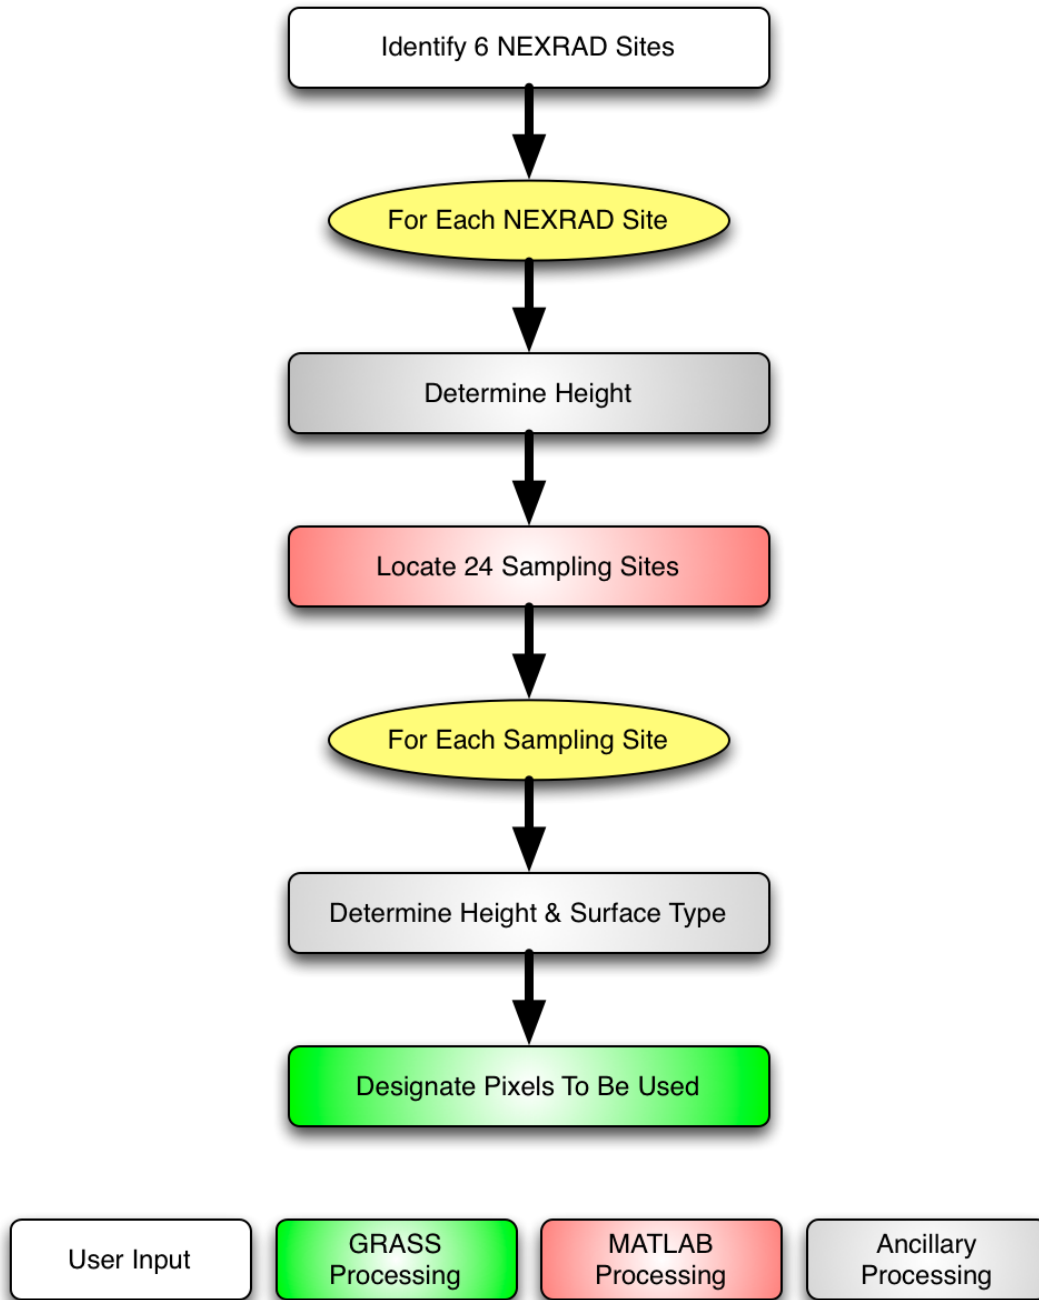 Identify 6 NEXRAD Sites
For Each NEXRAD Site
Determine Height
Locate 24 Sampling Sites
For Each Sampling Site
Determine Height & Surface Type
Designate Pixels To Be Used
User Input
GRASS
Processing
MATLAB
Processing
Ancillary
Processing